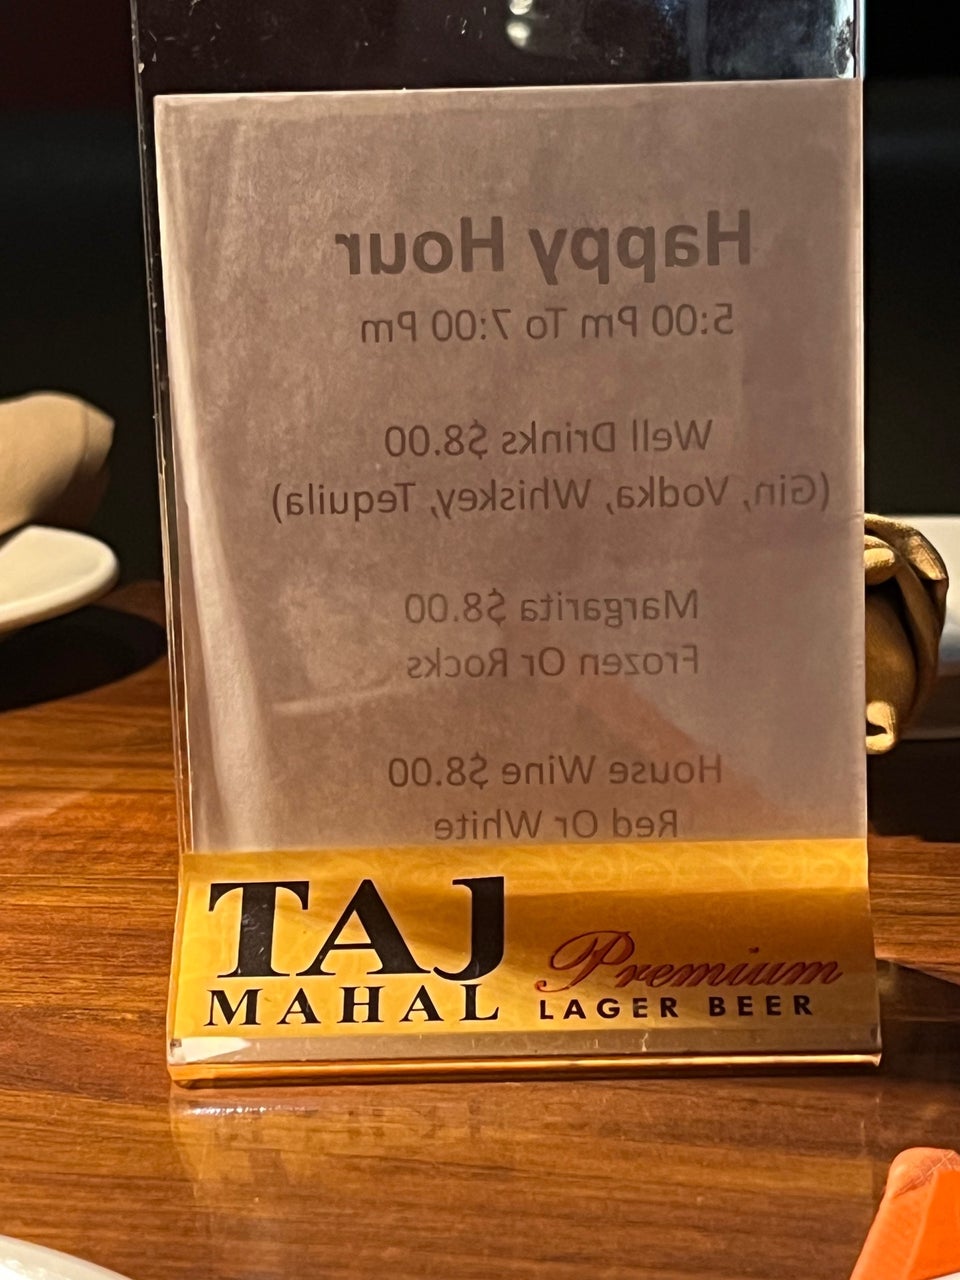 Happy Hour
5:00 Pm To 7:00 Pm
Well Drinks $8.00
(Gin, Vodka, Whiskey, Tequila)
Margarita $8.00
Frozen Or Rocks
House Wine $8.00
Red Or White
TAJ
MAHAL
Premium
LAGER BEER